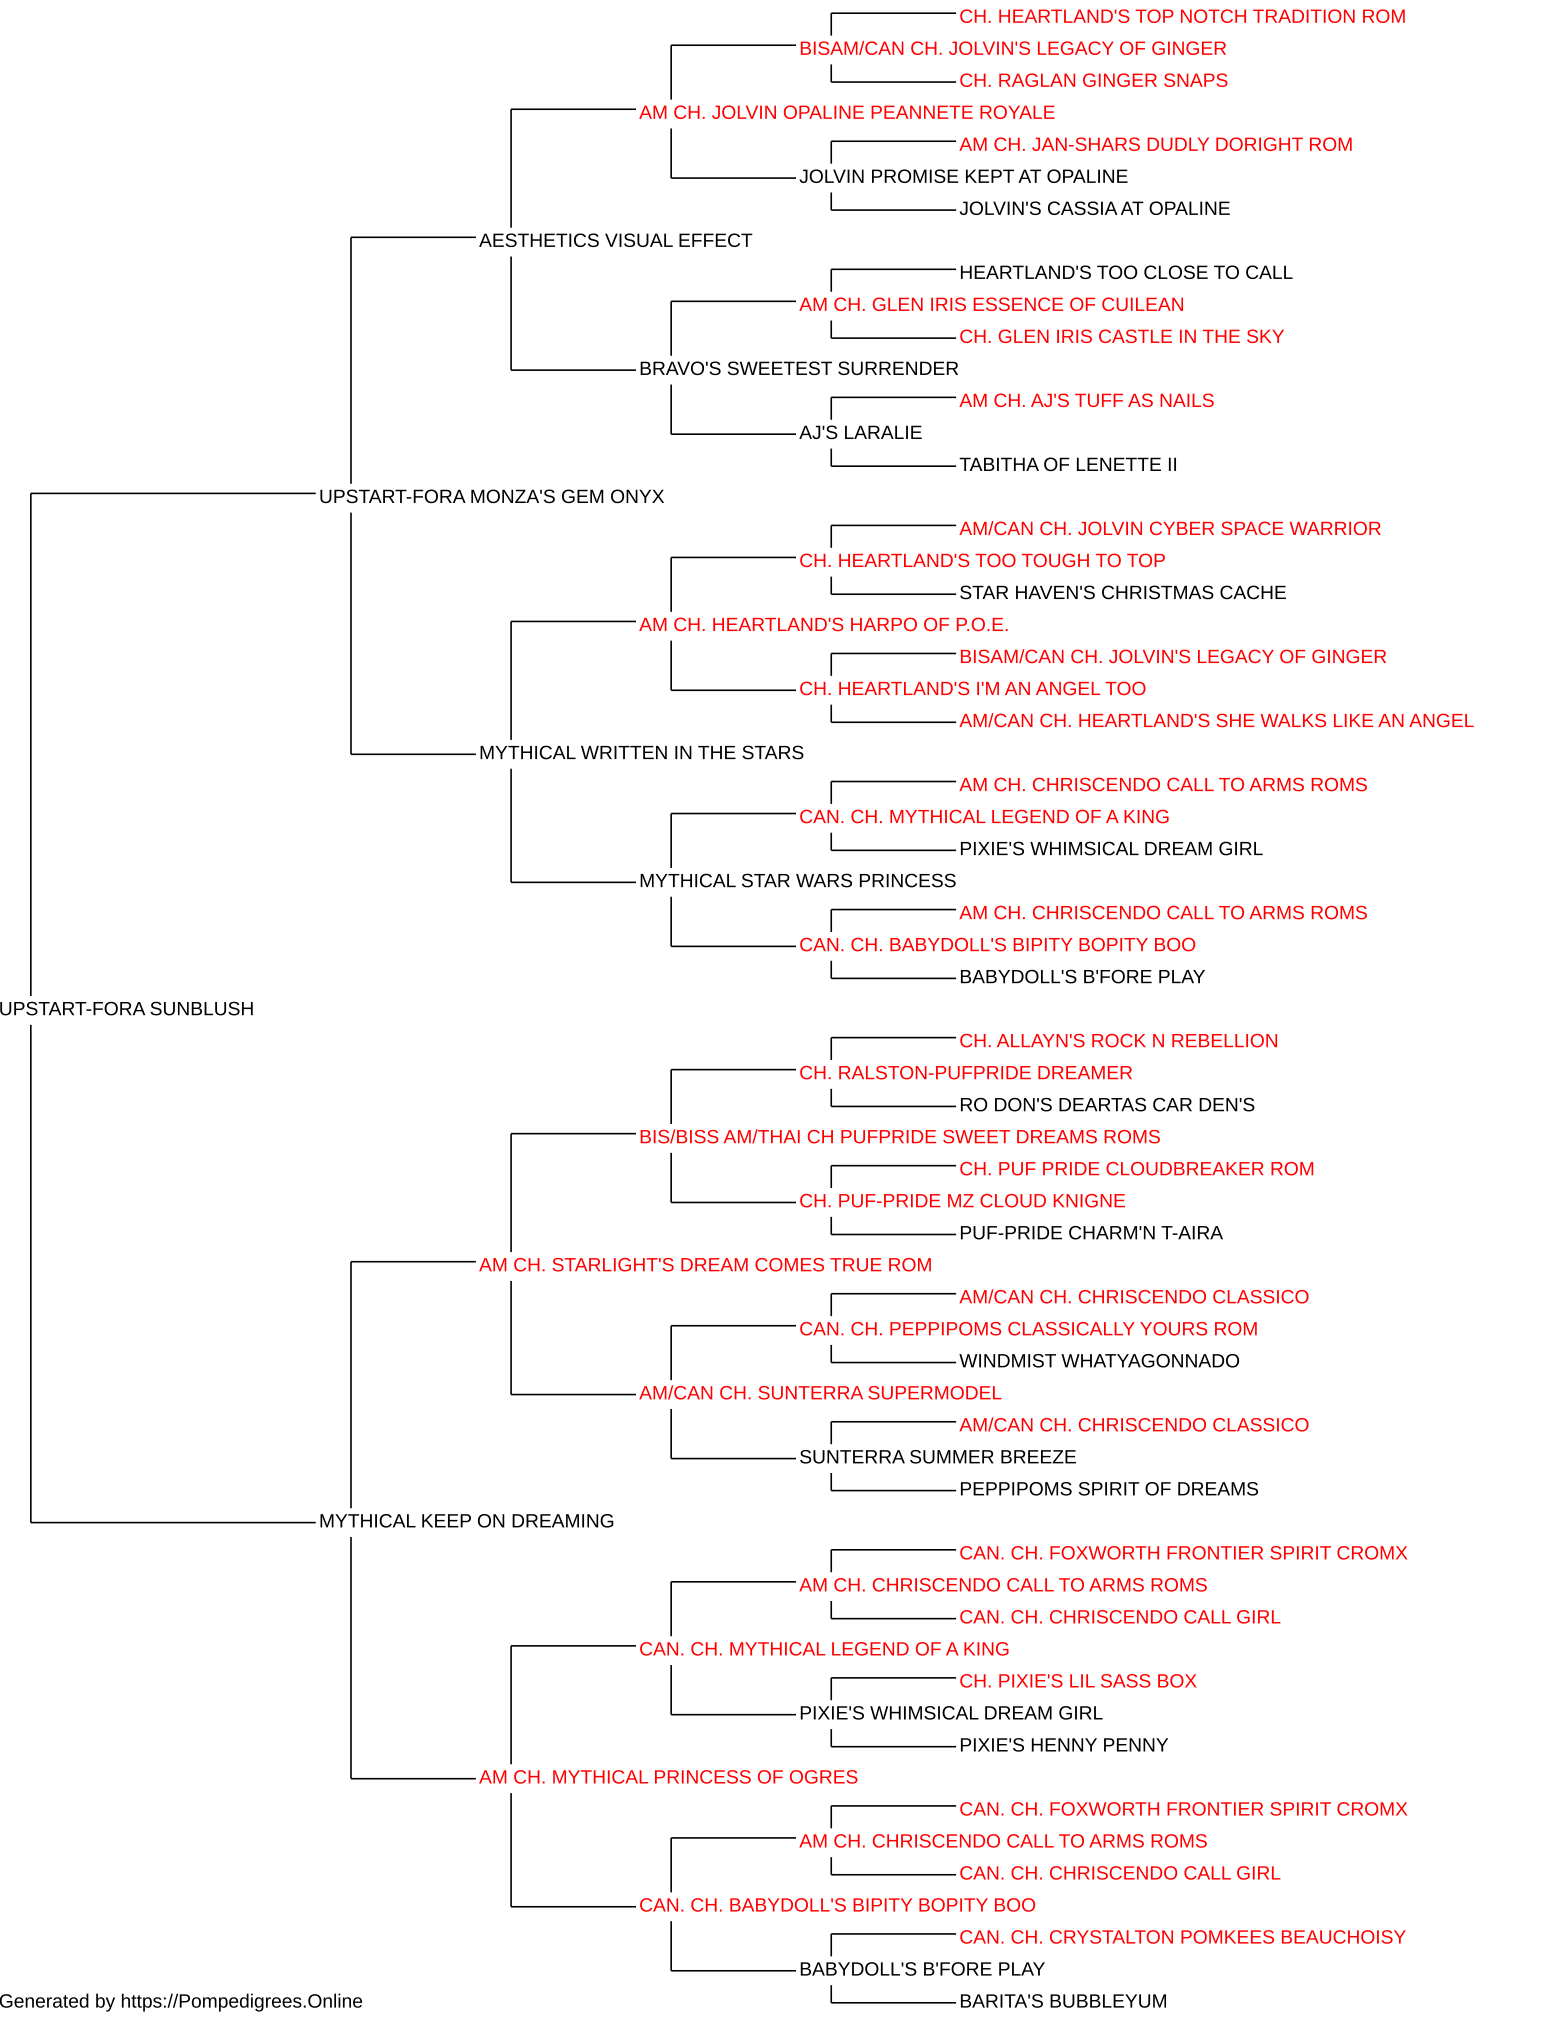 CH. HEARTLAND'S TOP NOTCH TRADITION ROM
BISAM/CAN CH. JOLVIN'S LEGACY OF GINGER
CH. RAGLAN GINGER SNAPS
AM CH. JOLVIN OPALINE PEANNETE ROYALE
AM CH. JAN-SHARS DUDLY DORIGHT ROM
JOLVIN PROMISE KEPT AT OPALINE
JOLVIN'S CASSIA AT OPALINE
AESTHETICS VISUAL EFFECT
HEARTLAND'S TOO CLOSE TO CALL
AM CH. GLEN IRIS ESSENCE OF CUILEAN
CH. GLEN IRIS CASTLE IN THE SKY
BRAVO'S SWEETEST SURRENDER
AM CH. AJ'S TUFF AS NAILS
AJ'S LARALIE
TABITHA OF LENETTE II
UPSTART-FORA MONZA'S GEM ONYX
AM/CAN CH. JOLVIN CYBER SPACE WARRIOR
CH. HEARTLAND'S TOO TOUGH TO TOP
STAR HAVEN'S CHRISTMAS CACHE
AM CH. HEARTLAND'S HARPO OF P.O.E.
BISAM/CAN CH. JOLVIN'S LEGACY OF GINGER
CH. HEARTLAND'S I'M AN ANGEL TOO
AM/CAN CH. HEARTLAND'S SHE WALKS LIKE AN ANGEL
MYTHICAL WRITTEN IN THE STARS
AM CH. CHRISCENDO CALL TO ARMS ROMS
CAN. CH. MYTHICAL LEGEND OF A KING
PIXIE'S WHIMSICAL DREAM GIRL
MYTHICAL STAR WARS PRINCESS
AM CH. CHRISCENDO CALL TO ARMS ROMS
CAN. CH. BABYDOLL'S BIPITY BOPITY BOO
BABYDOLL'S B'FORE PLAY
UPSTART-FORA SUNBLUSH
CH. ALLAYN'S ROCK N REBELLION
CH. RALSTON-PUFPRIDE DREAMER
RO DON'S DEARTAS CAR DEN'S
BIS/BISS AM/THAI CH PUFPRIDE SWEET DREAMS ROMS
CH. PUF PRIDE CLOUDBREAKER ROM
CH. PUF-PRIDE MZ CLOUD KNIGNE
PUF-PRIDE CHARM'N T-AIRA
AM CH. STARLIGHT'S DREAM COMES TRUE ROM
AM/CAN CH. CHRISCENDO CLASSICO
CAN. CH. PEPPIPOMS CLASSICALLY YOURS ROM
WINDMIST WHATYAGONNADO
AM/CAN CH. SUNTERRA SUPERMODEL
AM/CAN CH. CHRISCENDO CLASSICO
SUNTERRA SUMMER BREEZE
PEPPIPOMS SPIRIT OF DREAMS
MYTHICAL KEEP ON DREAMING
CAN. CH. FOXWORTH FRONTIER SPIRIT CROMX
AM CH. CHRISCENDO CALL TO ARMS ROMS
CAN. CH. CHRISCENDO CALL GIRL
CAN. CH. MYTHICAL LEGEND OF A KING
CH. PIXIE'S LIL SASS BOX
PIXIE'S WHIMSICAL DREAM GIRL
PIXIE'S HENNY PENNY
AM CH. MYTHICAL PRINCESS OF OGRES
CAN. CH. FOXWORTH FRONTIER SPIRIT CROMX
AM CH. CHRISCENDO CALL TO ARMS ROMS
CAN. CH. CHRISCENDO CALL GIRL
CAN. CH. BABYDOLL'S BIPITY BOPITY BOO
CAN. CH. CRYSTALTON POMKEES BEAUCHOISY
BABYDOLL'S B'FORE PLAY
BARITA'S BUBBLEYUM
Generated by https://Pompedigrees.Online